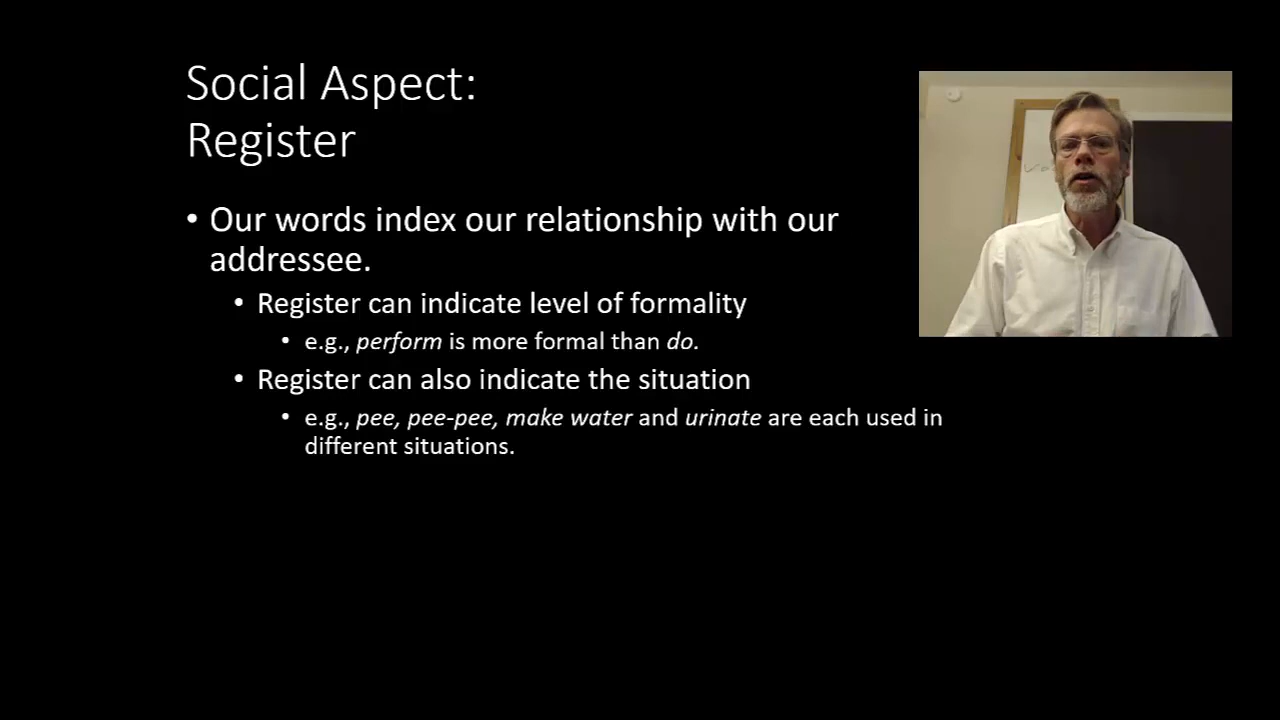 Social Aspect:
Register
• Our words index our relationship with our
addressee.
• Register can indicate level of formality
• e.g., perform is more formal than do.
• Register can also indicate the situation
• e.g., pee, pee-pee, make water and urinate are each used in
different situations.